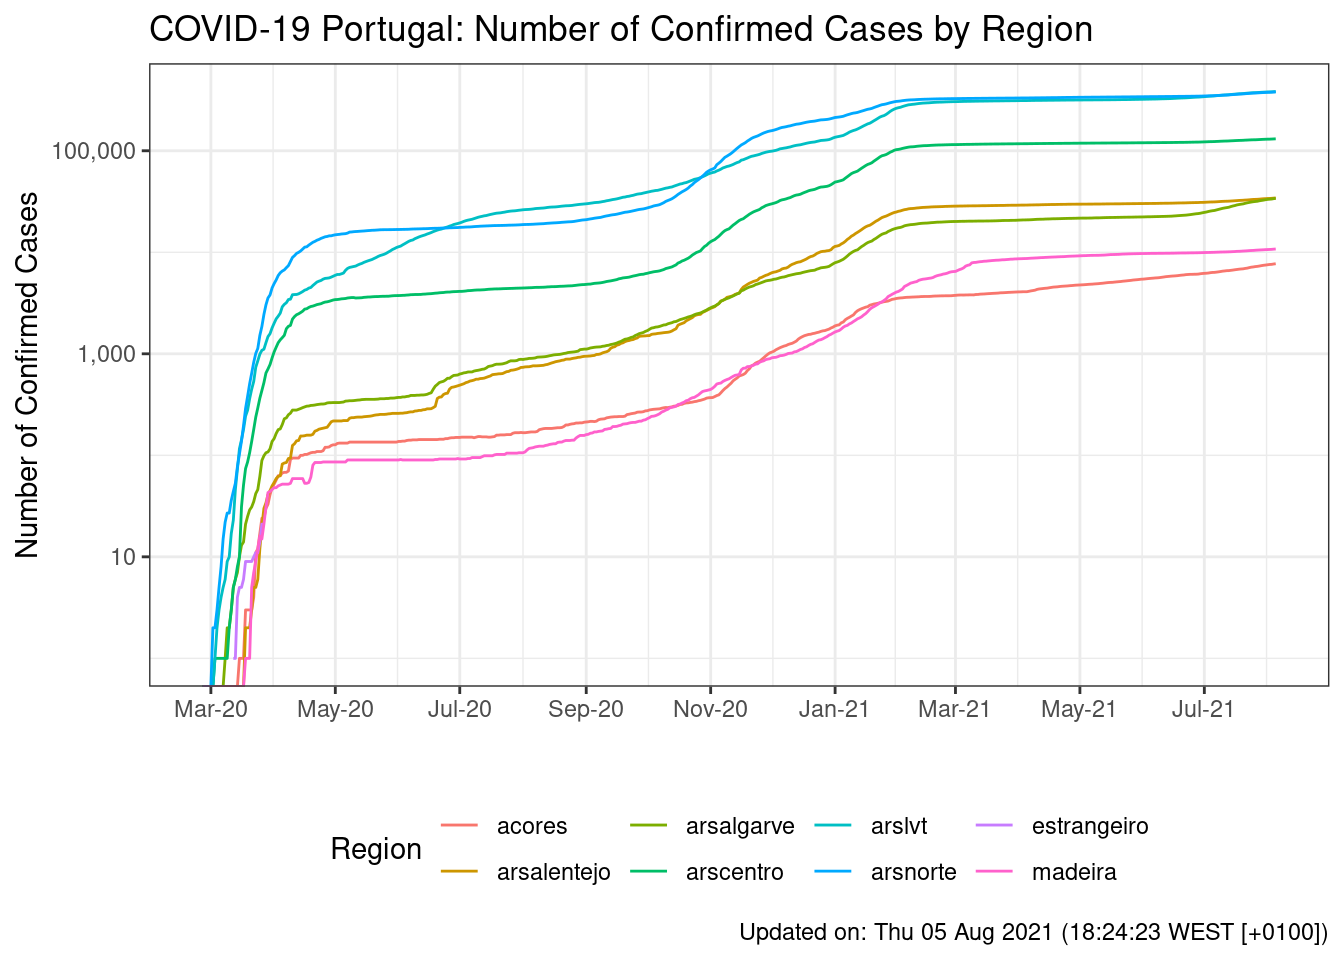 COVID-19 Portugal: Number of Confirmed Cases by Region
Number of Confirmed Cases
100,000
1,000
10
Mar-20 May-20 Jul-20 Sep-20 Nov-20 Jan-21 Mar-21 May-21 Jul-21
Region
acores arsalgarve arslvt estrangeiro
arsalentejo arscentro arsnorte madeira
Updated on: Thu 05 Aug 2021 (18:24:23 WEST [+0100])